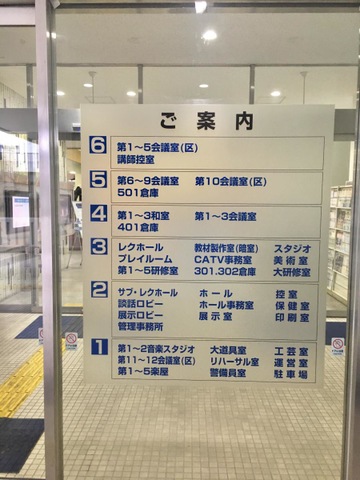 ご案内
6 第1~5会議室(区)
講師控室
5 第6~9会議室 第10会議室(区)
501倉庫
4 第1~3和室 第1~3会議室
401倉庫
3 レクホール 教材製作室(暗室) スタジオ
プレイルーム CATV事務室 美術室
第1~5研修室 301.302倉庫 大研修室
2 サブ・レクホール ホール 控室
談話ロビー ホール事務室 保健室
展示ロビー 展示室 印刷室
管理事務所
1 第1~2音楽スタジオ 大道具室 工芸室
第11~12会議室(区) リハーサル室 運営室
第1~5楽屋 警備員室 駐車場